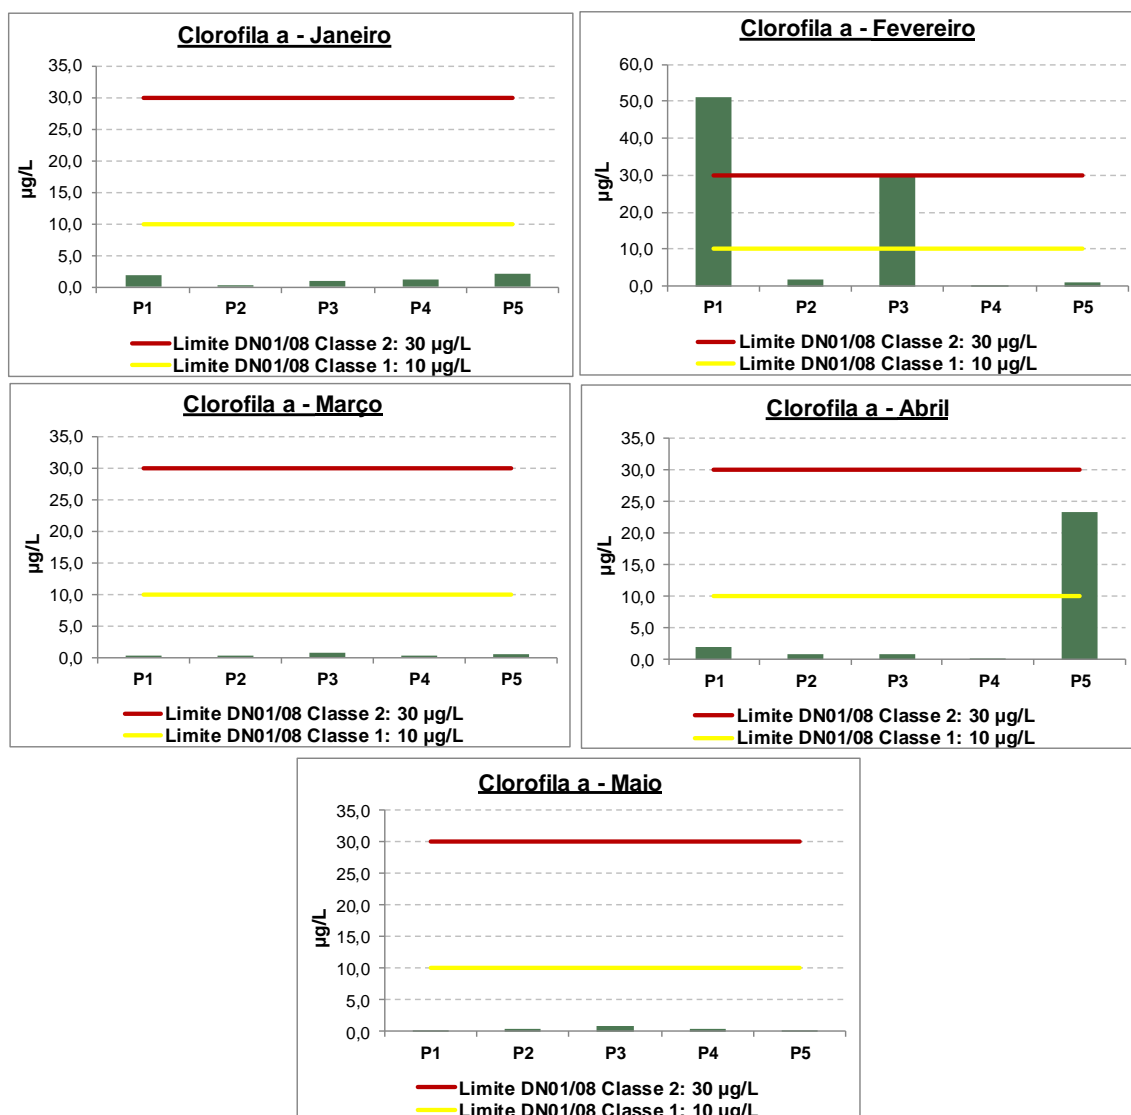 Clorofila a - Janeiro
µg/L
35,0
30,0
25,0
20,0
15,0
10,0
5,0
0,0
P1 P2 P3 P4 P5
Limite DN01/08 Classe 2: 30 µg/L
Limite DN01/08 Classe 1: 10 µg/L
Clorofila a - Fevereiro
µg/L
60,0
50,0
40,0
30,0
20,0
10,0
0,0
P1 P2 P3 P4 P5
Limite DN01/08 Classe 2: 30 µg/L
Limite DN01/08 Classe 1: 10 µg/L
Clorofila a - Março
µg/L
35,0
30,0
25,0
20,0
15,0
10,0
5,0
0,0
P1 P2 P3 P4 P5
Limite DN01/08 Classe 2: 30 µg/L
Limite DN01/08 Classe 1: 10 µg/L
Clorofila a - Abril
µg/L
35,0
30,0
25,0
20,0
15,0
10,0
5,0
0,0
P1 P2 P3 P4 P5
Limite DN01/08 Classe 2: 30 µg/L
Limite DN01/08 Classe 1: 10 µg/L
Clorofila a - Maio
µg/L
35,0
30,0
25,0
20,0
15,0
10,0
5,0
0,0
P1 P2 P3 P4 P5
Limite DN01/08 Classe 2: 30 µg/L
Limite DN01/08 Classe 1: 10 µg/L